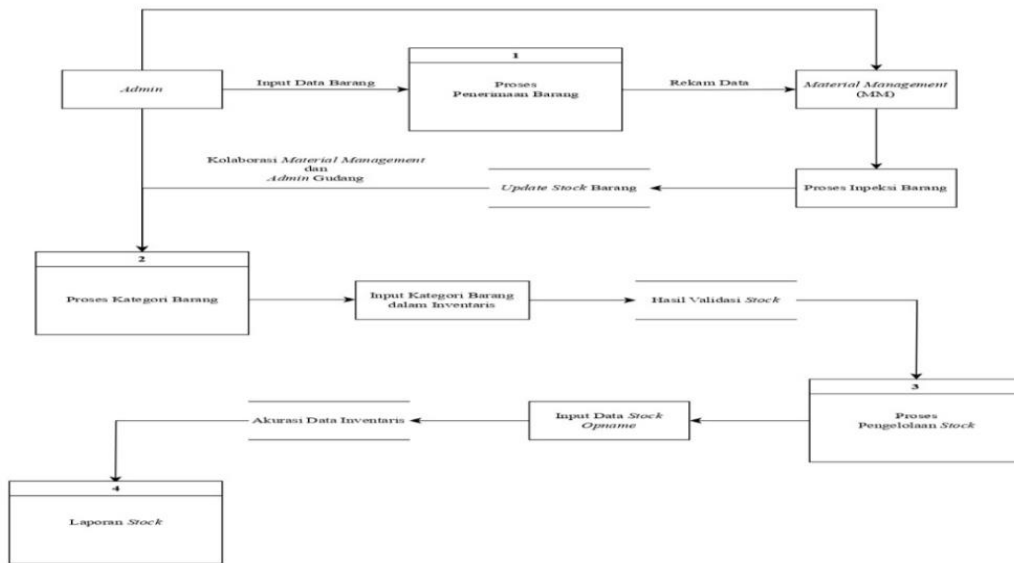 1
Admin
Input Data Barang
Proses
Penerimaan Barang
Rekam Data
Material Management
(MM)
Kolaborasi Material Management
dan
Admin Gudang
Update Stock Barang
Proses Inpeksi Barang
2
Proses Kategori Barang
Input Kategori Barang
dalam Inventaris
Hasil Validasi Stock
3
Proses
Pengelolaan Stock
Input Data Stock
Opname
Akurasi Data Inventaris
4
Laporan Stock